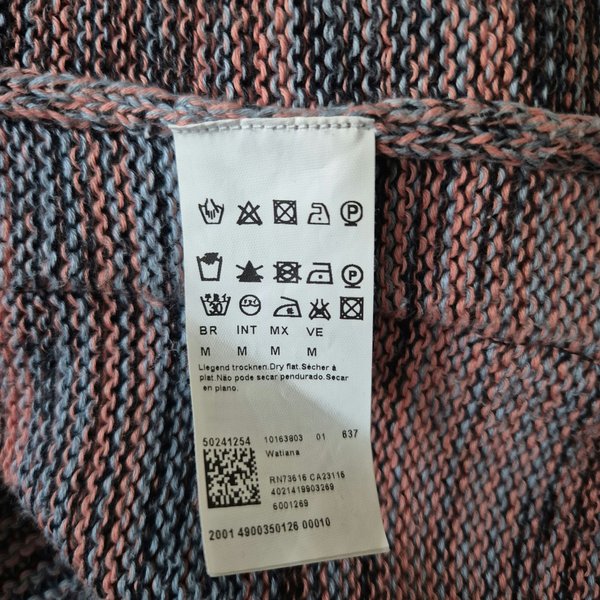 P
P
30
BR INT MX VE
M M M M
Liegend trocknen.Dry flat.Sécher à
plat.Não pode secar pendurado.Secar
en plano.
50241254 10163803 01 637
Watiana
RN73616 CA23116
4021419903269
6001269
2001 4900350126 00010